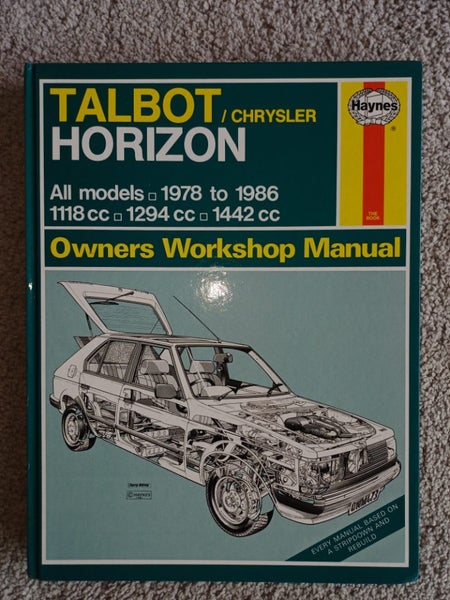 TALBOT / CHRYSLER
HORIZON
Haynes
®
THE
BOOK
All models □ 1978 to 1986
1118 cc □ 1294 cc □ 1442 cc
Owners Workshop Manual
© HAYNES
EVERY MANUAL BASED ON
A STRIPDOWN AND
REBUILD